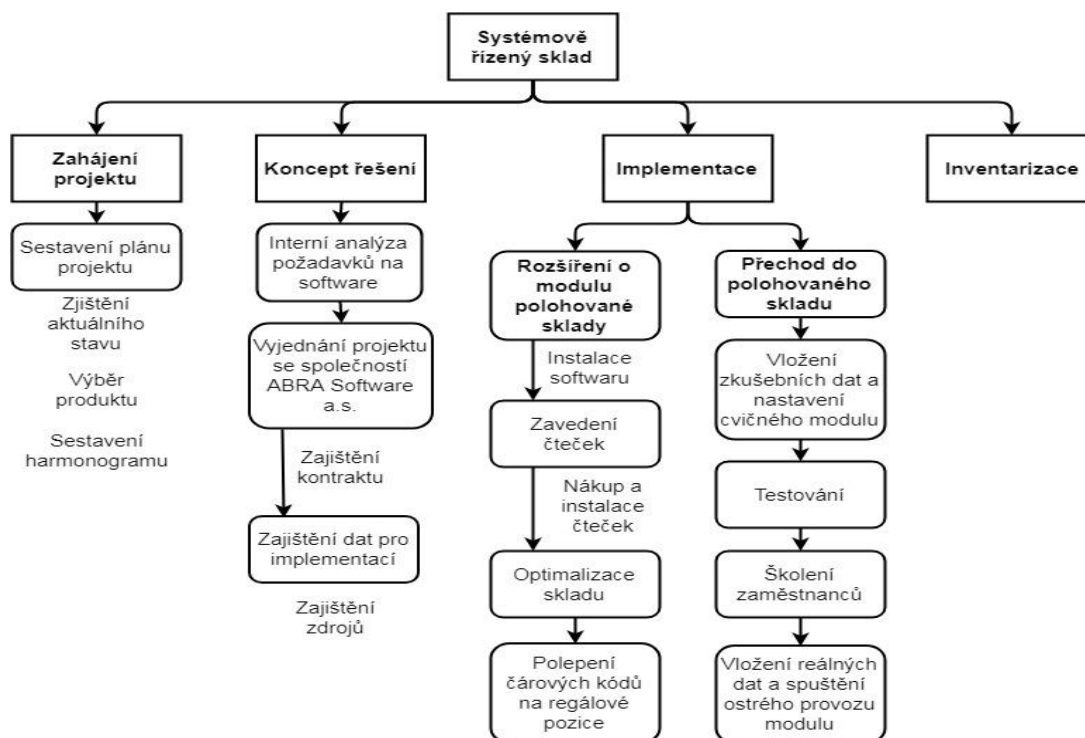 Systémově
řízený sklad
Zahájení
projektu
Koncept řešení
Implementace
Inventarizace
Sestavení plánu
projektu
Zjištění
aktuálního
stavu
Výběr
produktu
Sestavení
harmonogramu
Interní analýza
požadavků na
software
Vyjednání projektu
se společností
ABRA Software
a.s.
Zajištění
kontraktu
Zajištění dat pro
implementací
Zajištění
zdrojů
Rozšíření o
modulu
polohované
sklady
Instalace
softwaru
Zavedení
čteček
Nákup a
instalace
čteček
Optimalizace
skladu
Polepení
čárových kódů
na regálové
pozice
Přechod do
polohovaného
skladu
Vložení
zkušebních dat a
nastavení
cvičného modulu
Testování
Školení
zaměstnanců
Vložení reálných
dat a spuštění
ostrého provozu
modulu